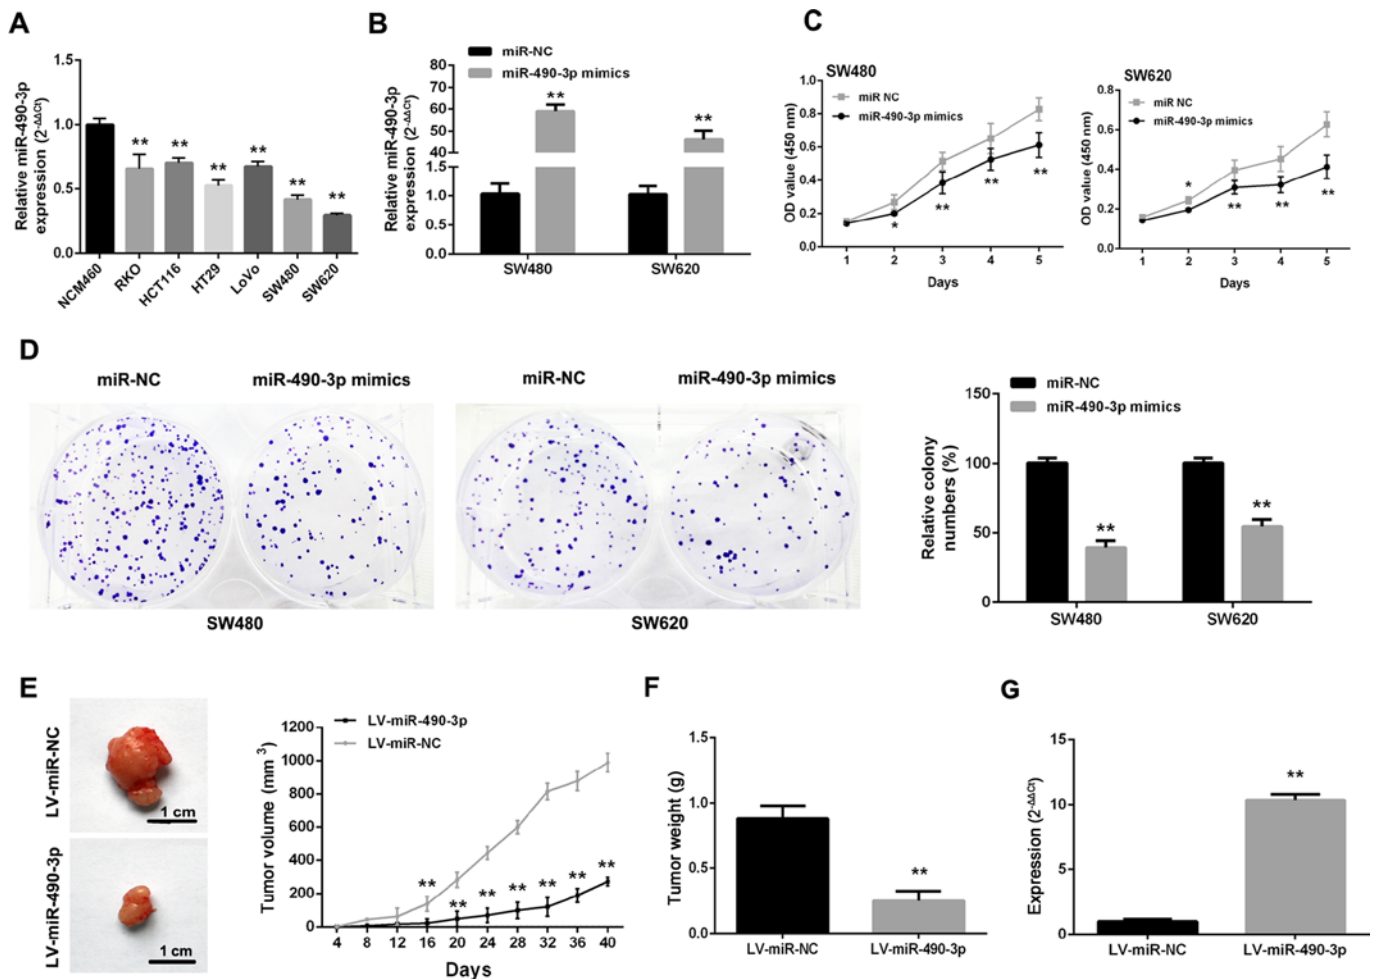 A
Relative miR-490-3p
expression (2-ΔΔCt)
1.5
1.0
0.5
0.0
**
**
**
**
**
**
NCM460
RKO
HCT116
HT29
LoVo
SW480
SW620
B
miR-NC
miR-490-3p mimics
Relative miR-490-3p
expression (2-ΔΔCt)
80
70
60
50
40
1.5
1.0
0.5
0.0
**
**
SW480
SW620
C
SW480
miR NC
miR-490-3p mimics
OD value (450 nm)
1.0
0.8
0.6
0.4
0.2
0.0
*
**
**
**
1 2 3 4 5
Days
SW620
miR NC
miR-490-3p mimics
OD value (450 nm)
0.8
0.6
0.4
0.2
0.0
*
**
**
**
1 2 3 4 5
Days
D
miR-NC
miR-490-3p mimics
SW480
miR-NC
miR-490-3p mimics
SW620
miR-NC
miR-490-3p mimics
Relative colony
numbers (%)
150
100
50
0
**
**
SW480
SW620
E
LV-miR-NC
1 cm
LV-miR-490-3p
1 cm
LV-miR-490-3p
LV-miR-NC
Tumor volume (mm 3)
1200
1000
800
600
400
200
0
**
**
**
**
**
**
**
4 8 12 16 20 24 28 32 36 40
Days
F
Tumor weight (g)
1.5
1.0
0.5
0.0
**
LV-miR-NC
LV-miR-490-3p
G
Expression (2-ΔΔCt)
15
10
5
0
**
LV-miR-NC
LV-miR-490-3p